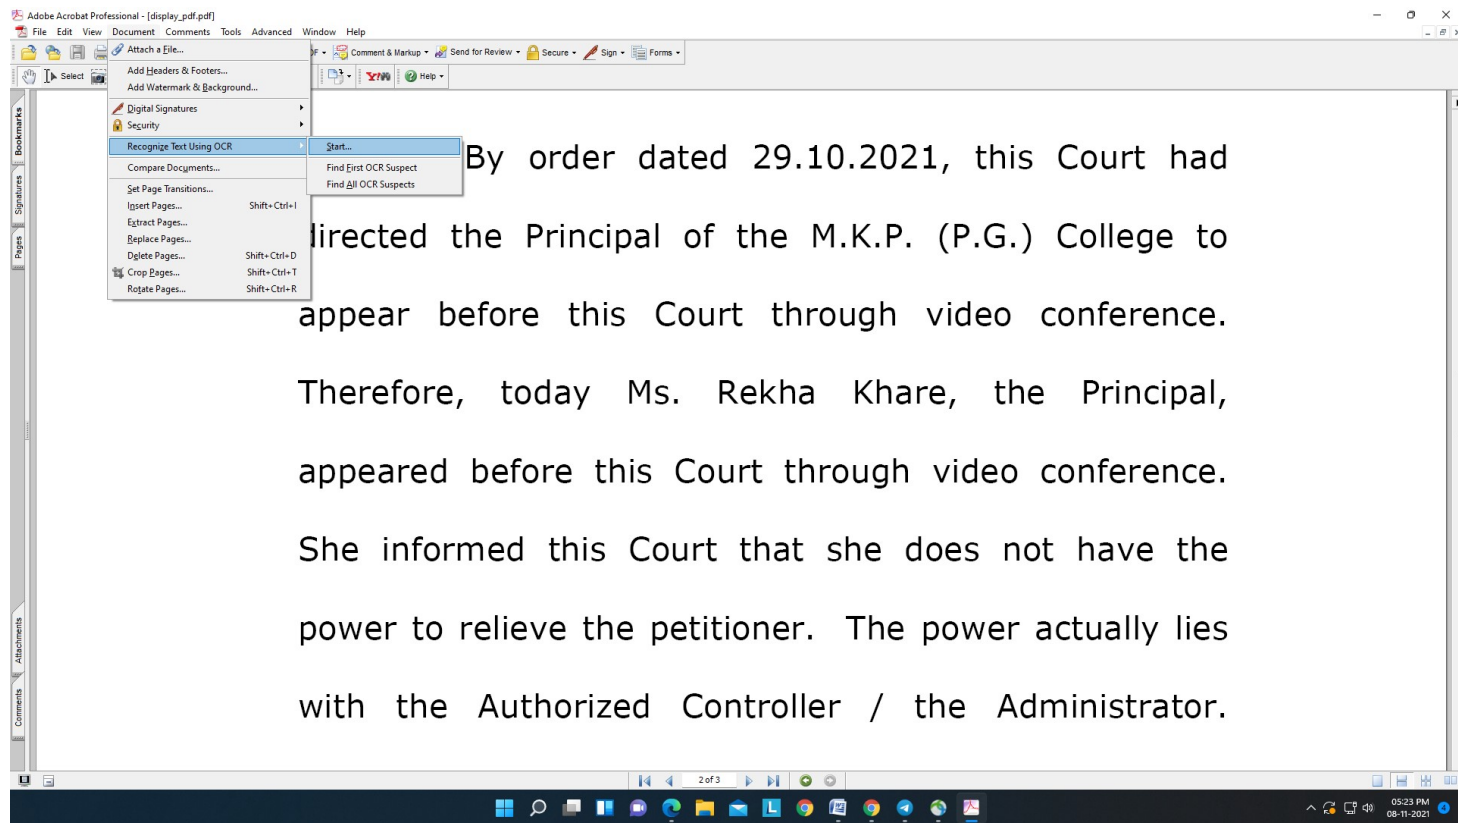 Adobe Acrobat Professional - [display_pdf.pdf]
File Edit View Document Comments Tools Advanced Window Help
Attach a File...
Comment & Markup Send for Review Secure Sign Forms
Select
Help
Add Headers & Footers...
Add Watermark & Background...
Digital Signatures
Security
Recognize Text Using OCR
Start...
Find First OCR Suspect
Find All OCR Suspects
Compare Documents...
Set Page Transitions...
Insert Pages... Shift+Ctrl+I
Extract Pages...
Replace Pages...
Delete Pages... Shift+Ctrl+D
Crop Pages... Shift+Ctrl+T
Rotate Pages... Shift+Ctrl+R
Bookmarks
Signatures
Pages
Attachments
Comments
By order dated 29.10.2021, this Court had
directed the Principal of the M.K.P. (P.G.) College to
appear before this Court through video conference.
Therefore, today Ms. Rekha Khare, the Principal,
appeared before this Court through video conference.
She informed this Court that she does not have the
power to relieve the petitioner. The power actually lies
with the Authorized Controller / the Administrator.
2 of 3
05:23 PM
08-11-2021
4